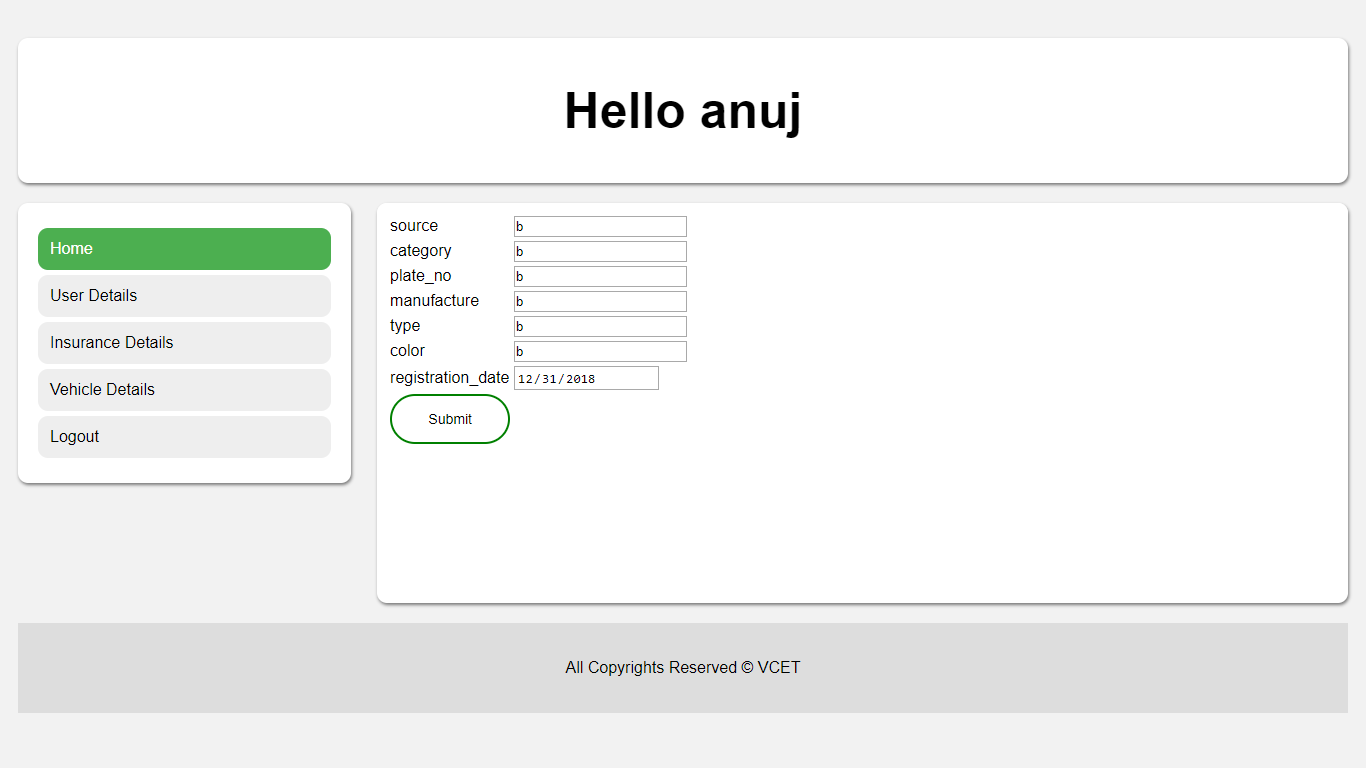 Hello anuj
Home
User Details
Insurance Details
Vehicle Details
Logout
source b
category b
plate_no b
manufacture b
type b
color b
registration_date 12/31/2018
Submit
All Copyrights Reserved © VCET